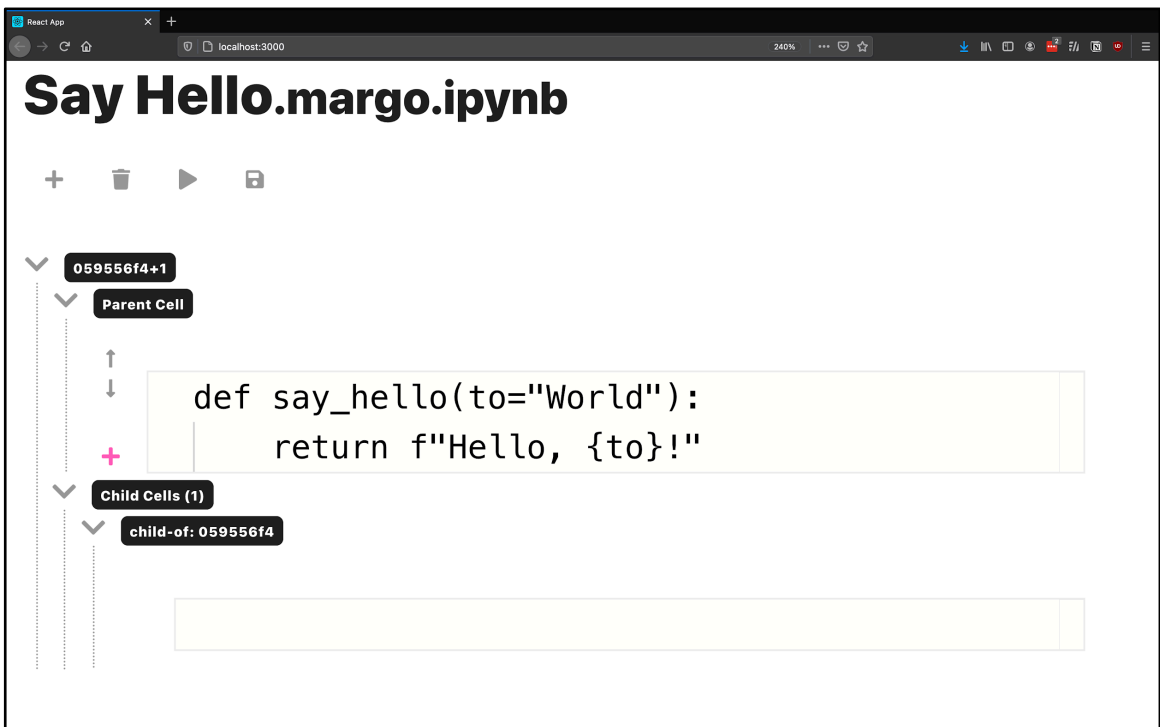 React App
localhost:3000
240%
2
Say Hello.margo.ipynb
059556f4+1
Parent Cell
def say_hello(to="World"):
return f"Hello, {to}!"
Child Cells (1)
child-of: 059556f4